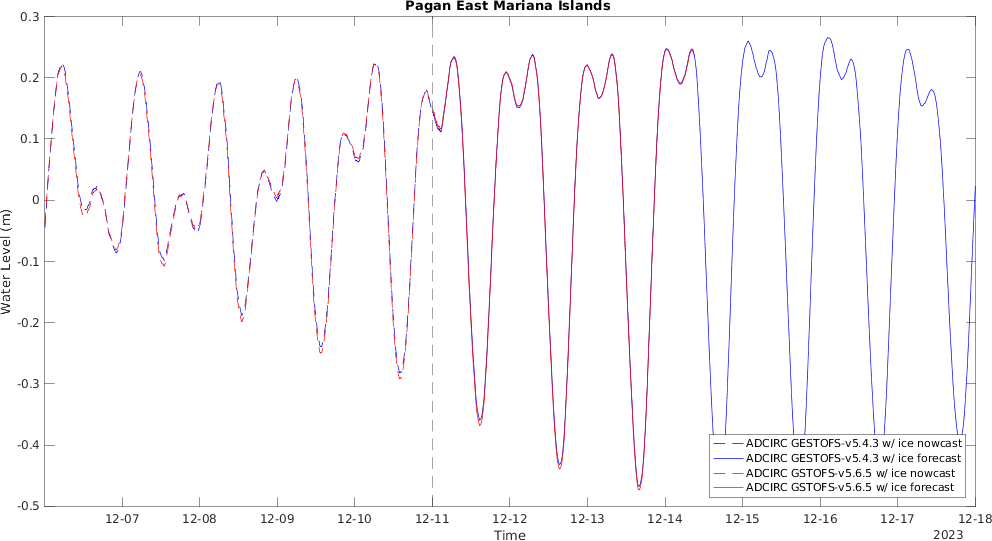 Pagan East Mariana Islands
0.3
0.2
0.1
0
-0.1
-0.2
-0.3
-0.4
-0.5
Water Level (m)
ADCIRC GESTOFS-v5.4.3 w/ ice nowcast
ADCIRC GESTOFS-v5.4.3 w/ ice forecast
ADCIRC GSTOFS-v5.6.5 w/ ice nowcast
ADCIRC GSTOFS-v5.6.5 w/ ice forecast
12-07 12-08 12-09 12-10 12-11 12-12 12-13 12-14 12-15 12-16 12-17 12-18
Time
2023